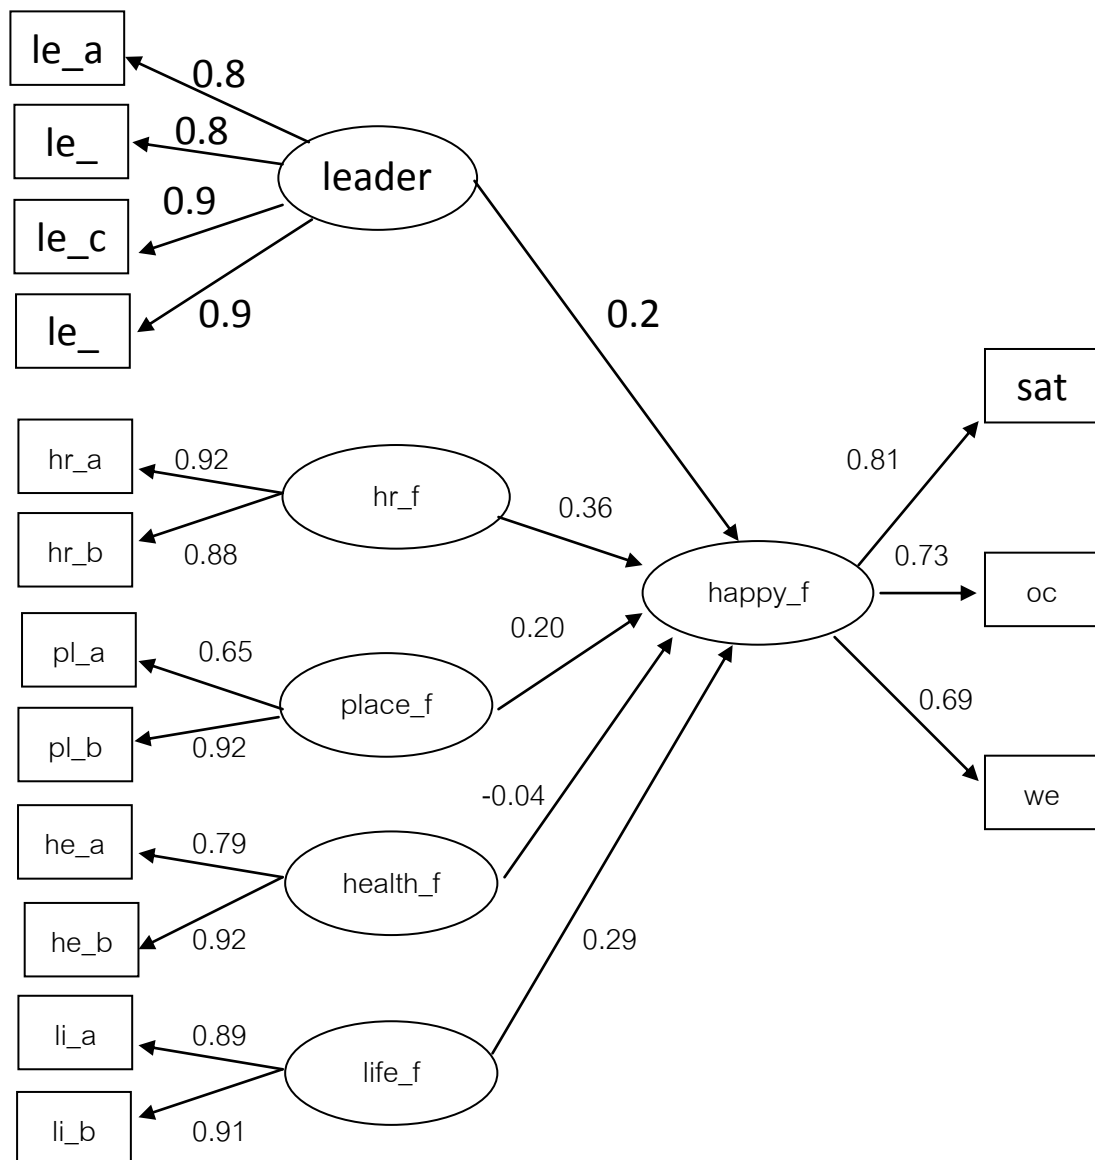 le_a
0.8
le_
0.8
leader
le_c
0.9
le_
0.9
0.2
sat
0.81
hr_a
0.92
hr_f
0.36
hr_b
0.88
happy_f
0.73
oc
pl_a
0.65
0.20
place_f
pl_b
0.92
0.69
we
-0.04
he_a
0.79
health_f
he_b
0.92
0.29
li_a
0.89
life_f
li_b
0.91